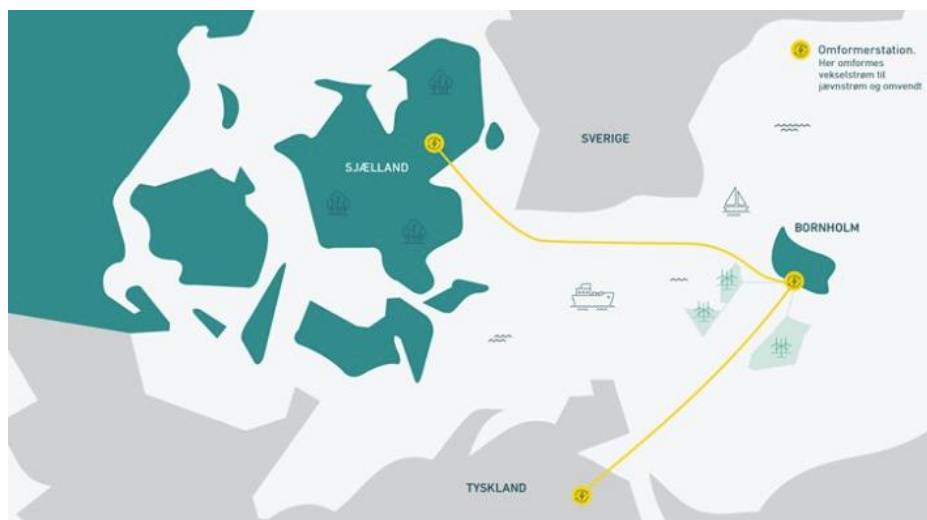 Omformerstation.
Her omformes
vekselstrøm til
jævnstrøm og omvendt
SVERIGE
SJÆLLAND
BORNHOLM
TYSKLAND